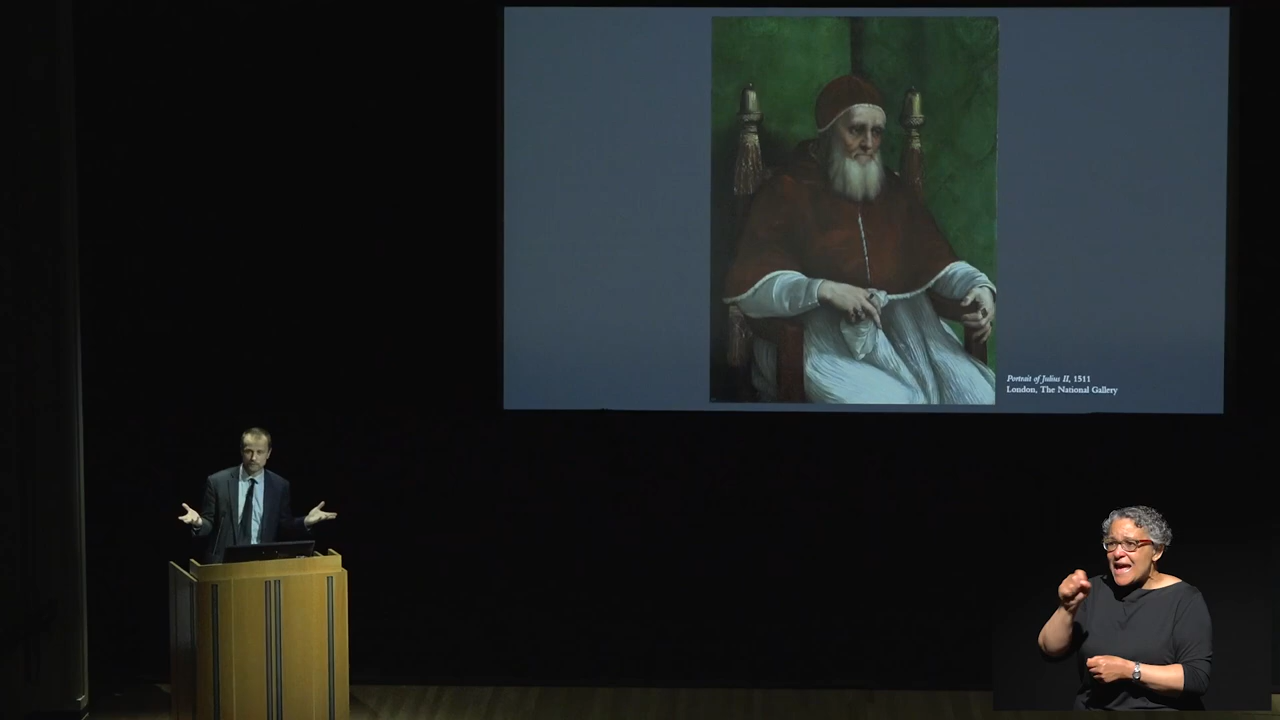 Portrait of Julius II, 1511
London, The National Gallery